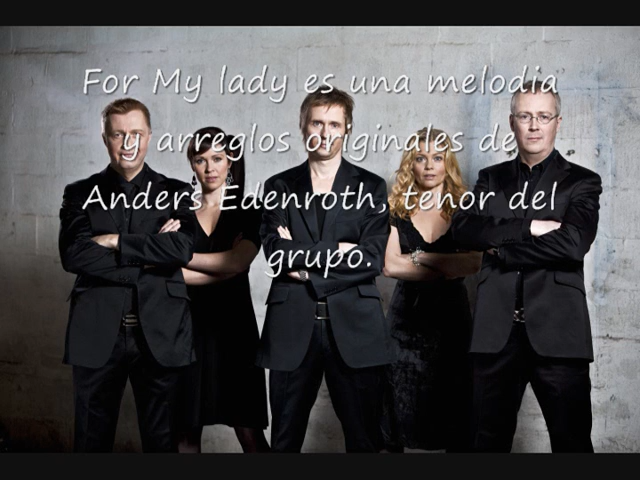 For My lady es una melodia
y arreglos originales de
Anders Edenroth, tenor del
grupo.